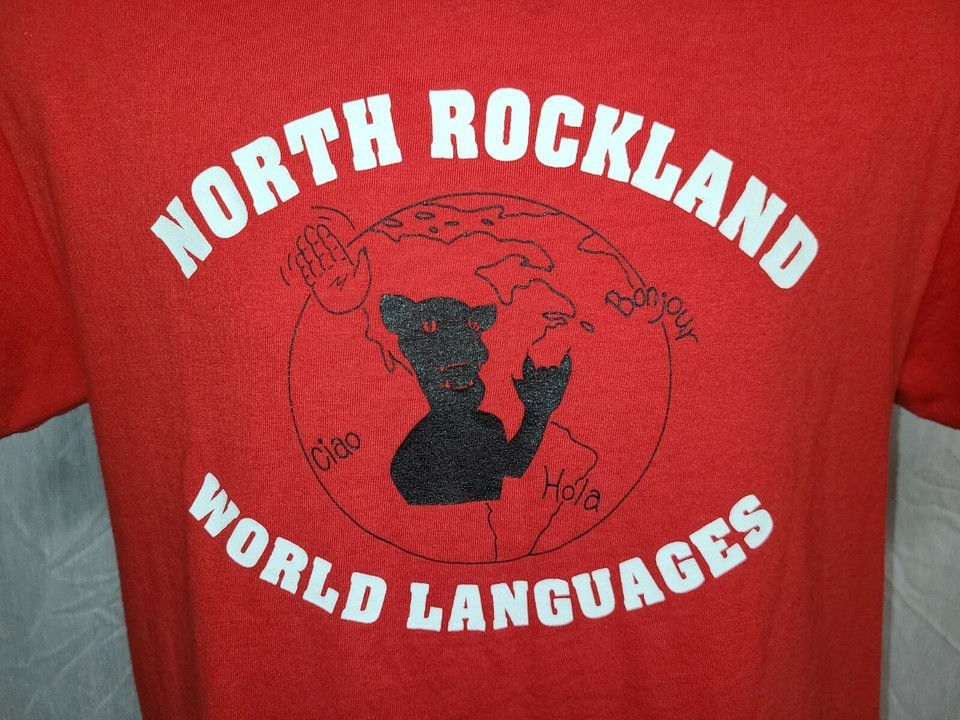 NORTH ROCKLAND
Bonjour
Ciao
Hola
WORLD LANGUAGES